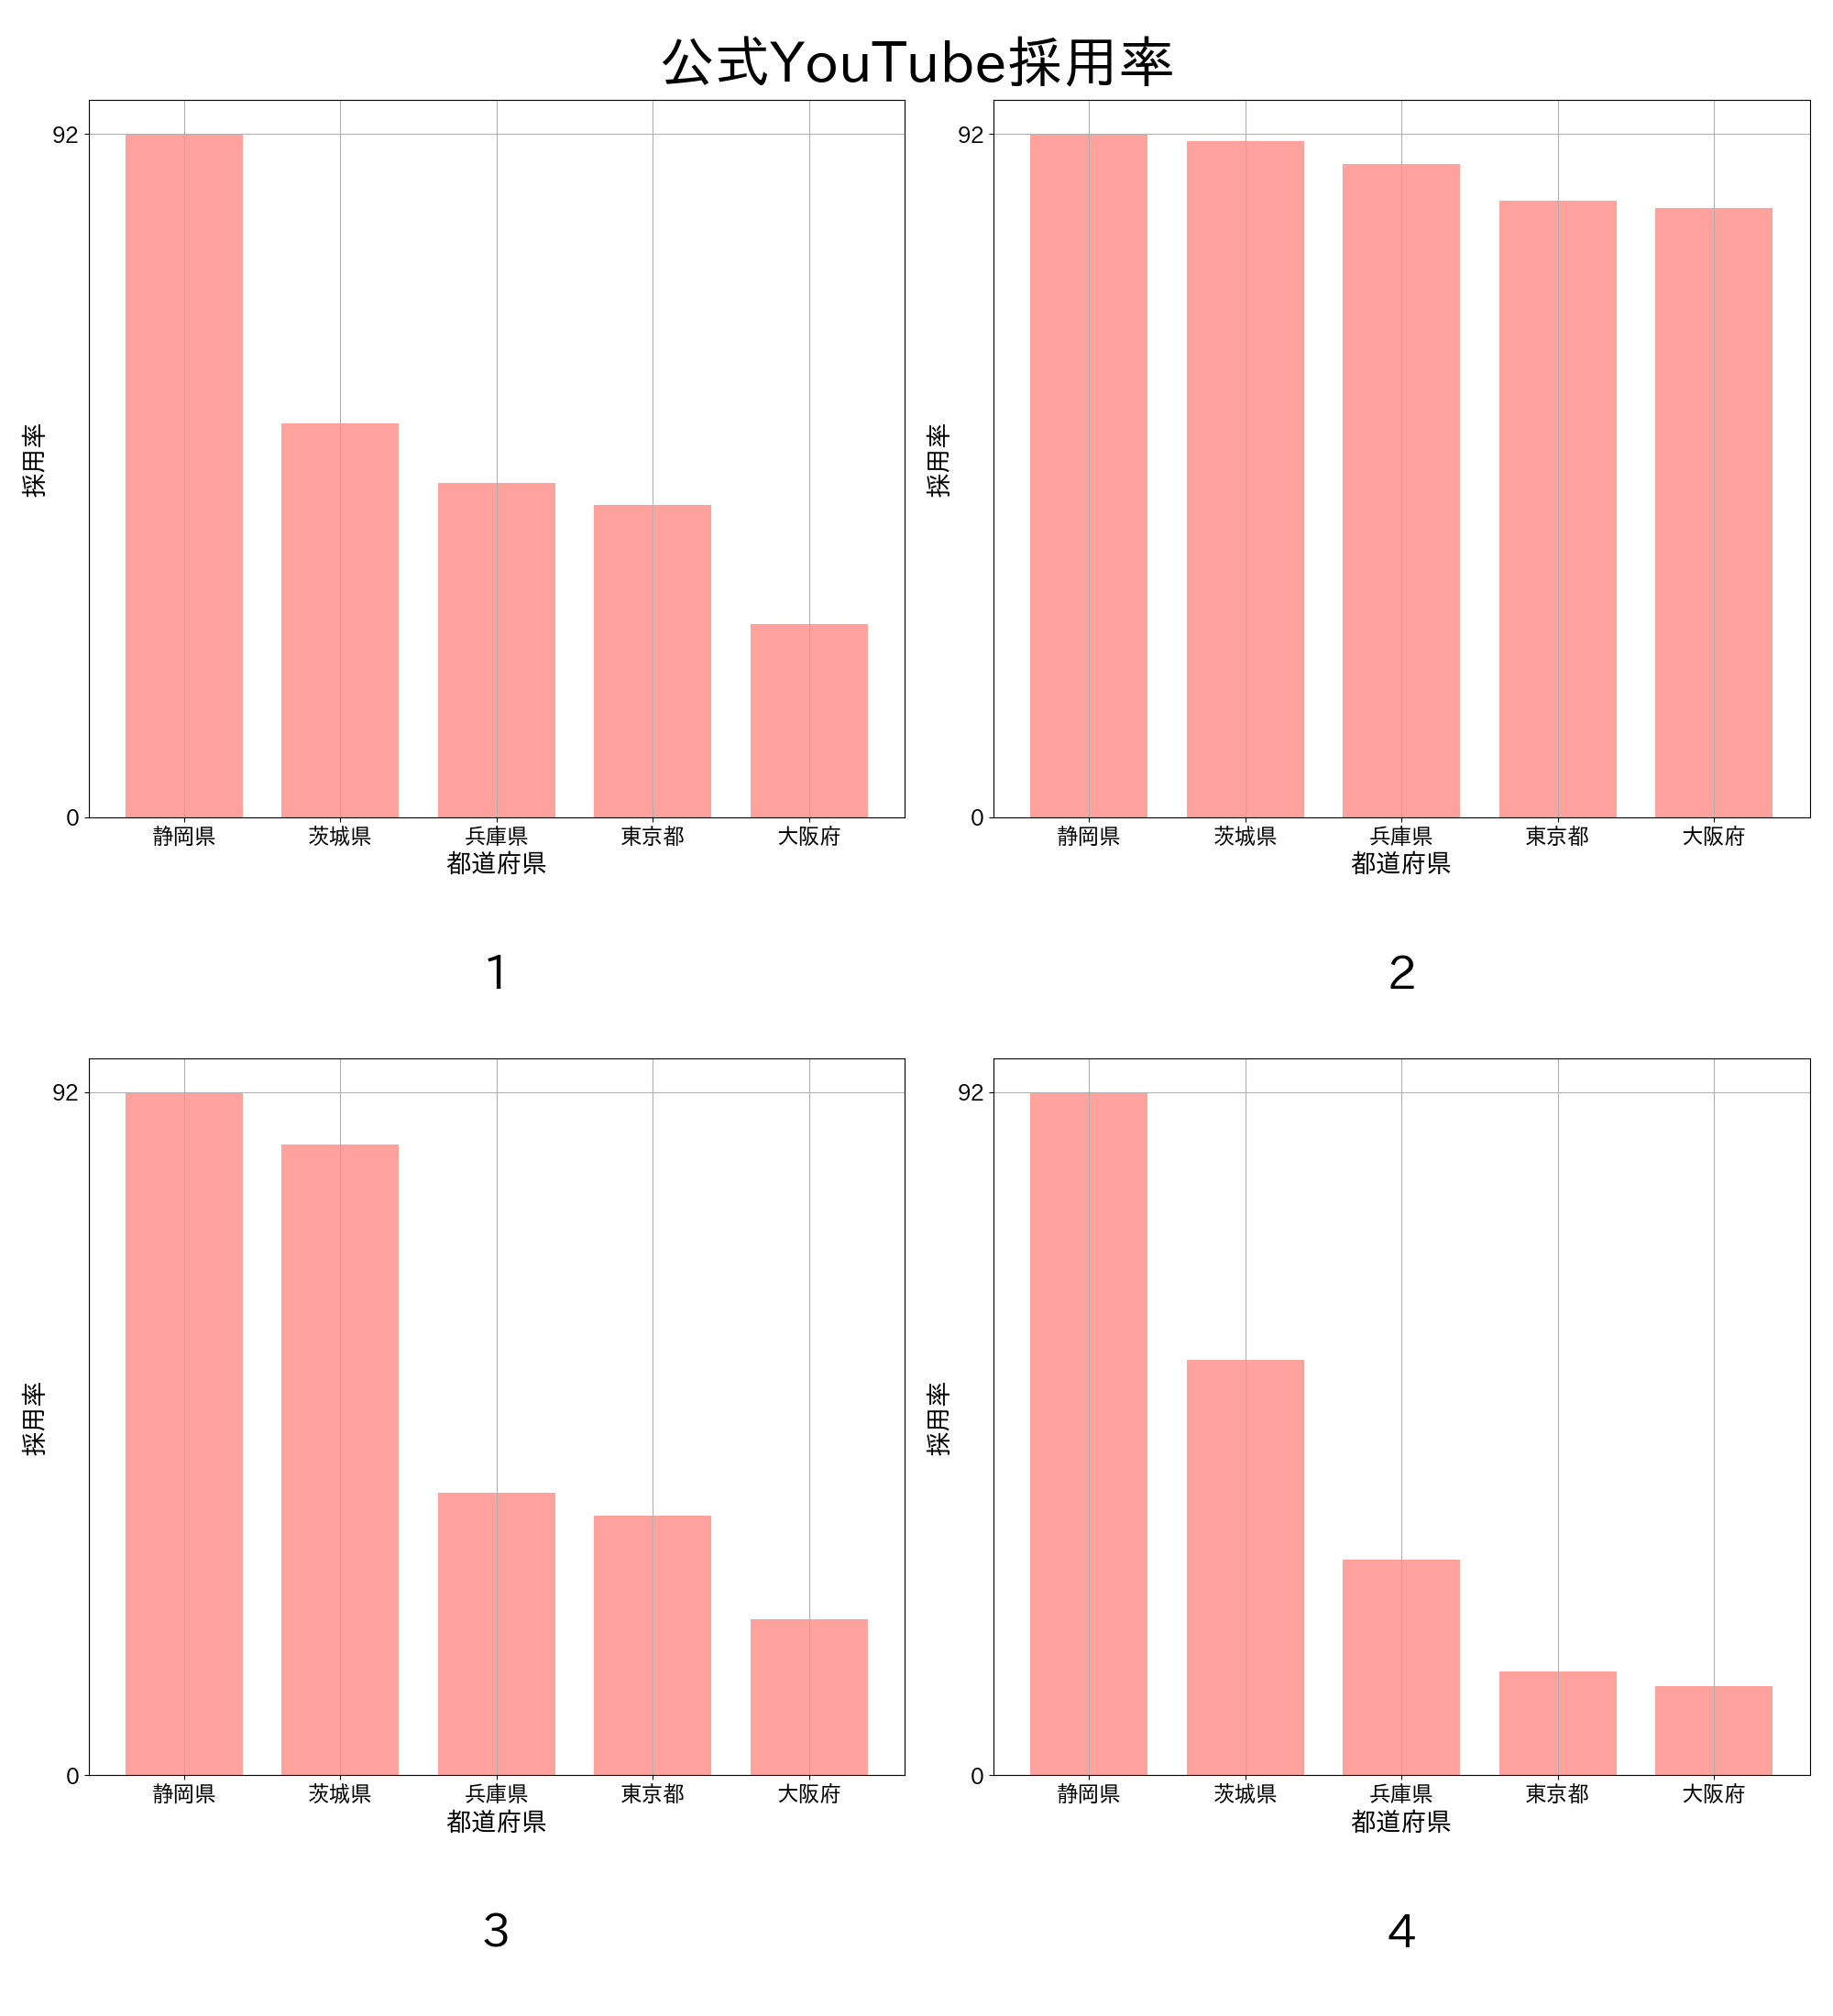 公式YouTube採用率
92
0
採用率
静岡県 茨城県 兵庫県 東京都 大阪府
都道府県
1
92
0
採用率
静岡県 茨城県 兵庫県 東京都 大阪府
都道府県
2
92
0
採用率
静岡県 茨城県 兵庫県 東京都 大阪府
都道府県
3
92
0
採用率
静岡県 茨城県 兵庫県 東京都 大阪府
都道府県
4